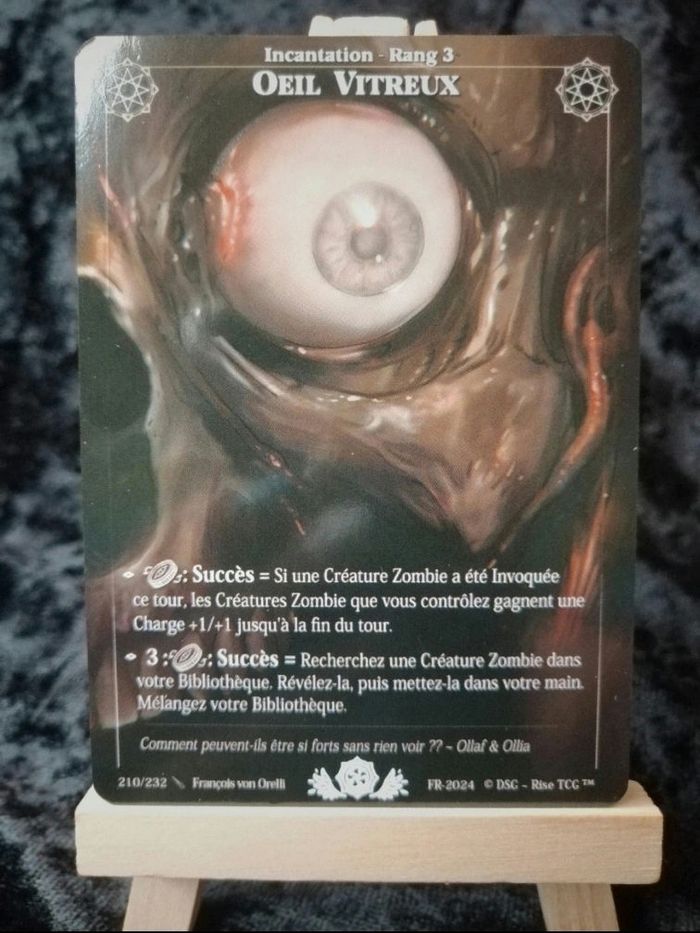 Incantation - Rang 3
OEIL VITREUX
: Succès = Si une Créature Zombie a été Invoquée
ce tour, les Créatures Zombie que vous contrôlez gagnent une
Charge +1/+1 jusqu'à la fin du tour.
3 : : Succès = Recherchez une Créature Zombie dans
votre Bibliothèque. Révélez-la, puis mettez-la dans votre main.
Mélangez votre Bibliothèque.
Comment peuvent-ils être si forts sans rien voir ?? ~ Ollaf & Ollia
210/232 François von Orelli FR-2024 © DSG ~ Rise TCG ™